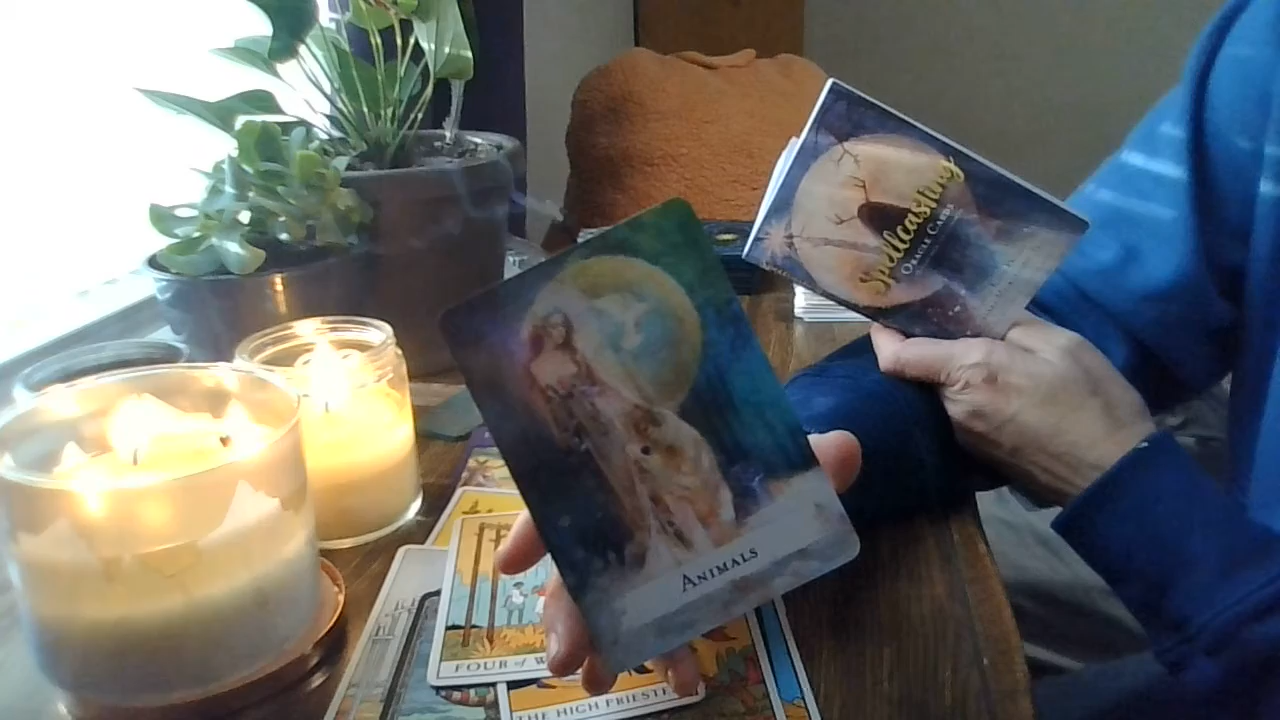 Spellcasting
ORACLE CARDS
ANIMALS
FOUR of W
THE HIGH PRIESTE